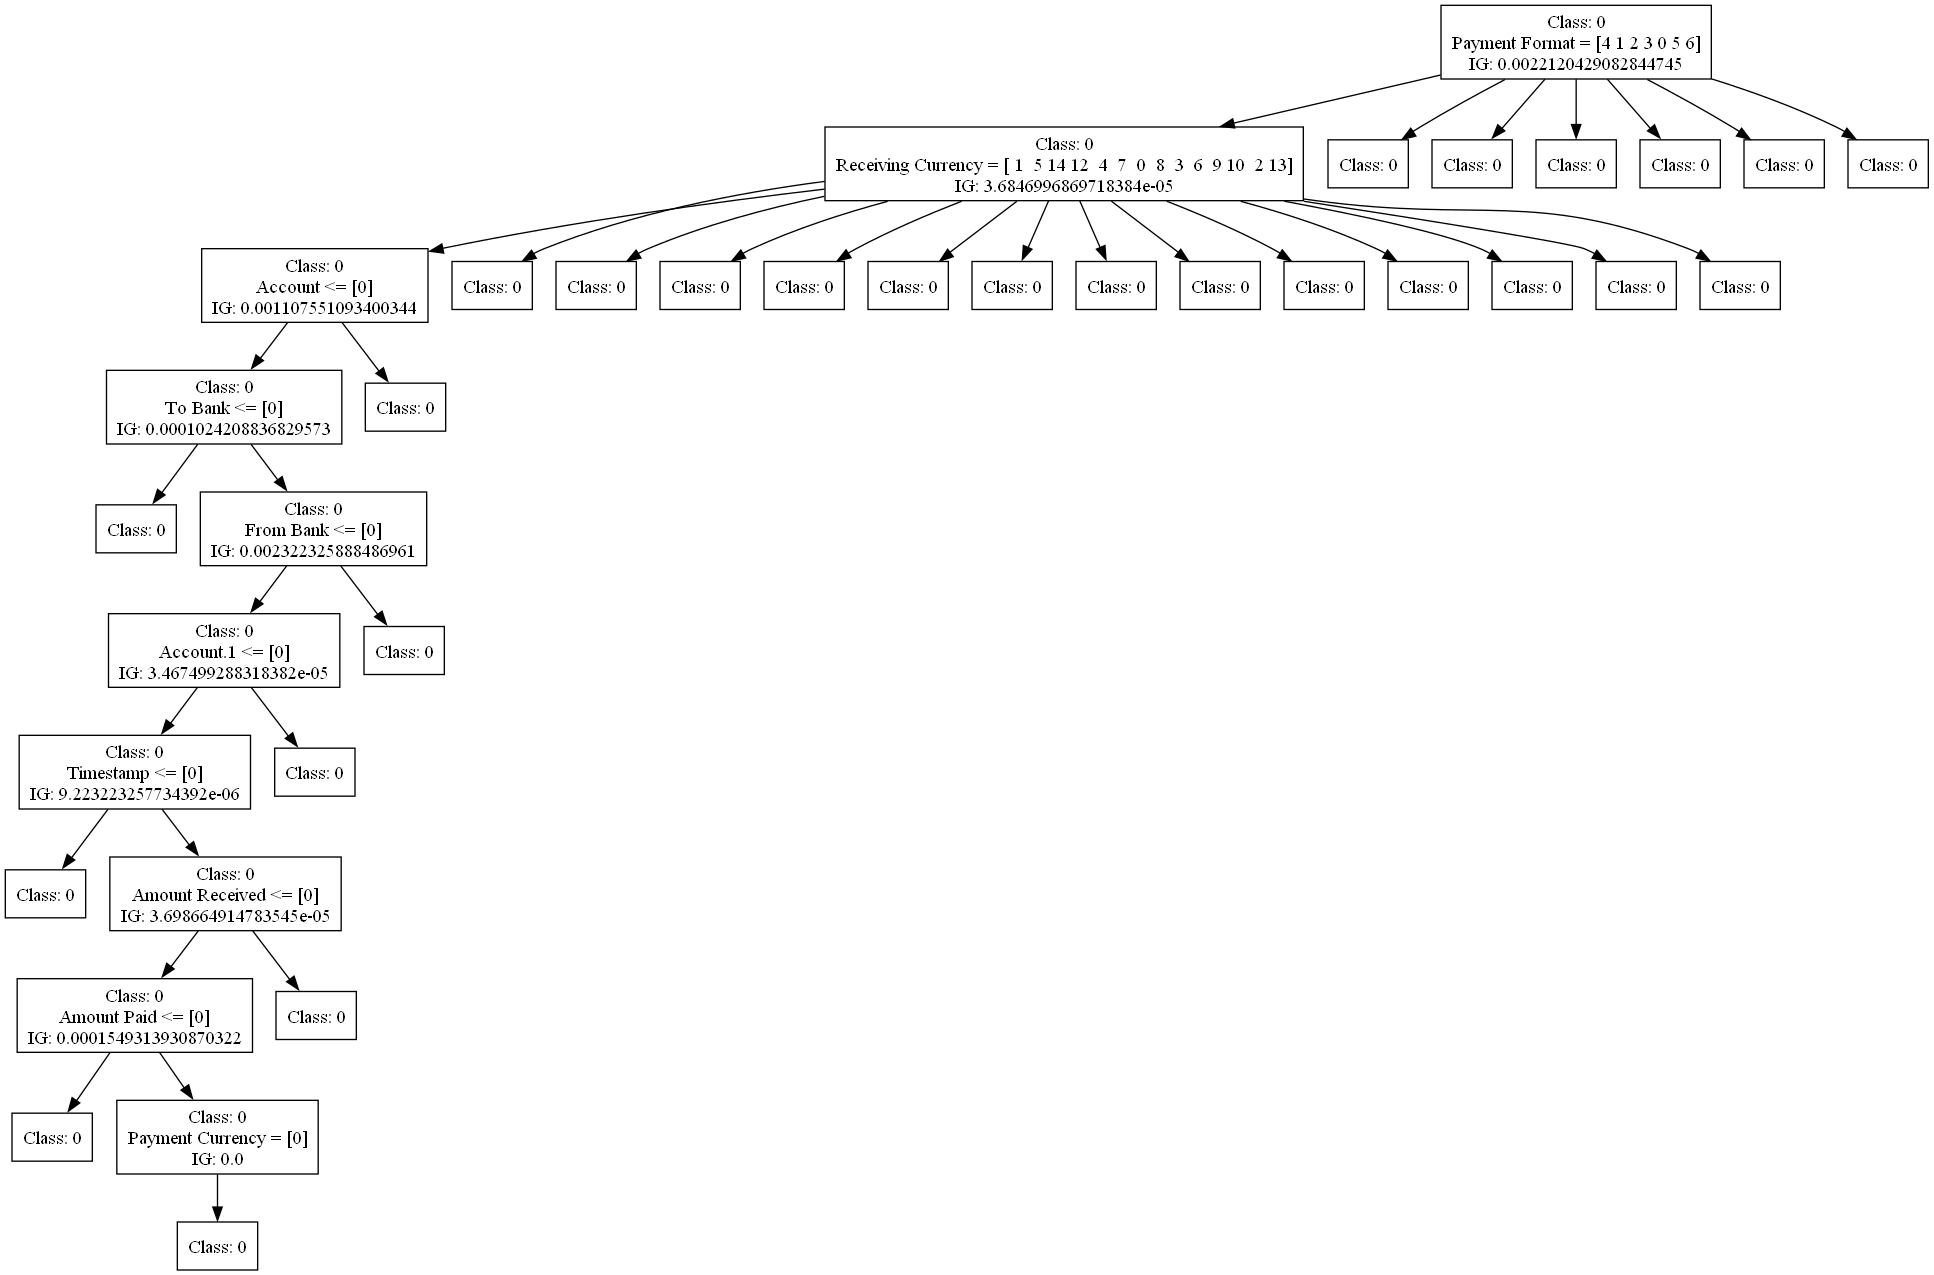 Class: 0
Payment Format = [4 1 2 3 0 5 6]
IG: 0.0022120429082844745
Class: 0
Receiving Currency = [ 1  5 14 12  4  7  0  8  3  6  9 10  2 13]
IG: 3.6846996869718384e-05
Class: 0
Class: 0
Class: 0
Class: 0
Class: 0
Class: 0
Class: 0
Account <= [0]
IG: 0.001107551093400344
Class: 0
Class: 0
Class: 0
Class: 0
Class: 0
Class: 0
Class: 0
Class: 0
Class: 0
Class: 0
Class: 0
Class: 0
Class: 0
Class: 0
To Bank <= [0]
IG: 0.0001024208836829573
Class: 0
Class: 0
Class: 0
From Bank <= [0]
IG: 0.002322325888486961
Class: 0
Account.1 <= [0]
IG: 3.467499288318382e-05
Class: 0
Class: 0
Timestamp <= [0]
IG: 9.223223257734392e-06
Class: 0
Class: 0
Class: 0
Amount Received <= [0]
IG: 3.698664914783545e-05
Class: 0
Amount Paid <= [0]
IG: 0.0001549313930870322
Class: 0
Class: 0
Class: 0
Payment Currency = [0]
IG: 0.0
Class: 0